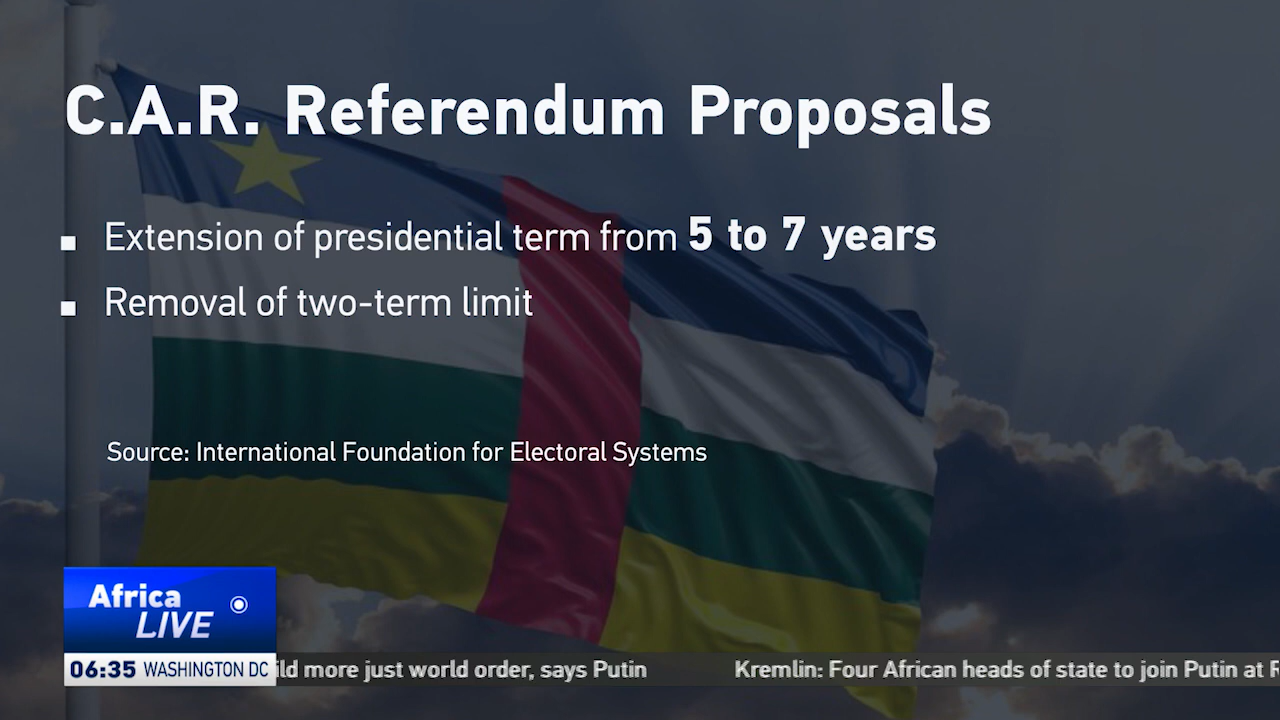 C.A.R. Referendum Proposals
Extension of presidential term from 5 to 7 years
Removal of two-term limit
Source: International Foundation for Electoral Systems
Africa
LIVE
06:35 WASHINGTON DC more just world order, says Putin Kremlin: Four African heads of state to join Putin at